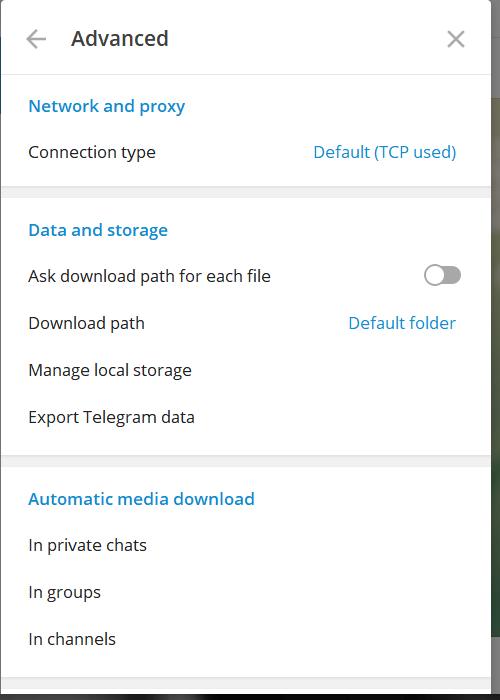 Advanced
Network and proxy
Connection type Default (TCP used)
Data and storage
Ask download path for each file
Download path Default folder
Manage local storage
Export Telegram data
Automatic media download
In private chats
In groups
In channels